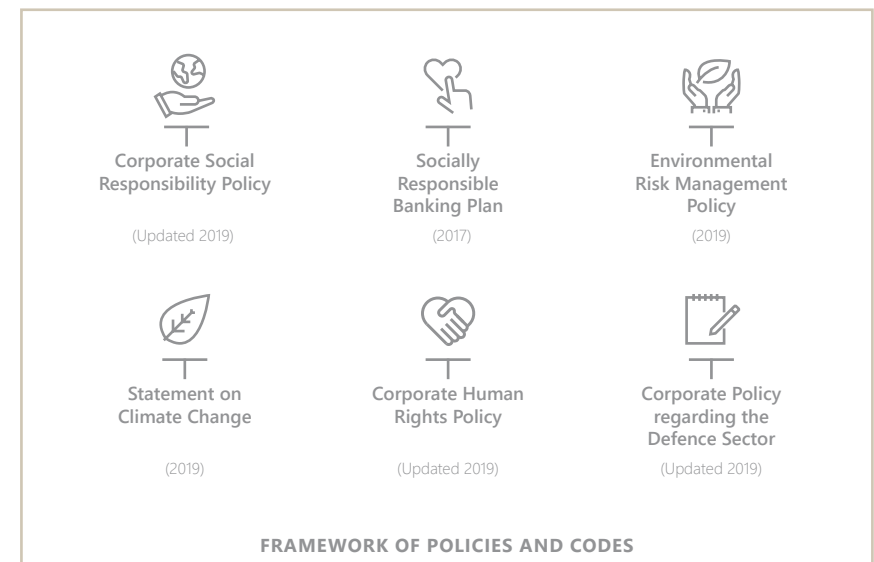 Corporate Social
Responsibility Policy
(Updated 2019)
Socially
Responsible
Banking Plan
(2017)
Environmental
Risk Management
Policy
(2019)
Statement on
Climate Change
(2019)
Corporate Human
Rights Policy
(Updated 2019)
Corporate Policy
regarding the
Defence Sector
(Updated 2019)
FRAMEWORK OF POLICIES AND CODES